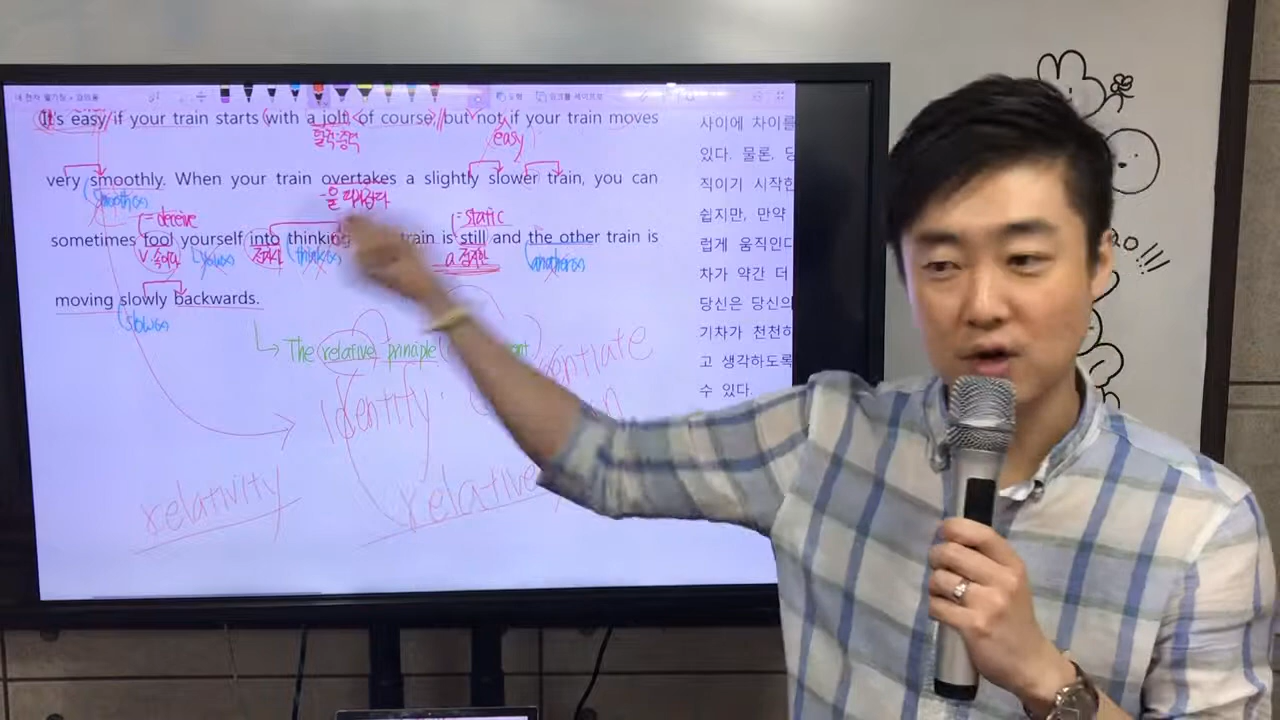 It's easy if your train starts with a jolt, of course, but not if your train moves
덜컥, 충격
easy
very smoothly. When your train overtakes a slightly slower train, you can
smooth(x)
~을 따라잡다
= deceive
= static
sometimes fool yourself into thinking train is still and the other train is
v. 속이다
you(x)
think(x)
a. 정지한
another(x)
moving slowly backwards.
slow(x)
The relative principle
identify
relativity
relative
사이에 차이를
있다. 물론, 당
직이기 시작한
쉽지만, 만약
럽게 움직인다
차가 약간 더
당신은 당신의
기차가 천천히
고 생각하도록
수 있다.